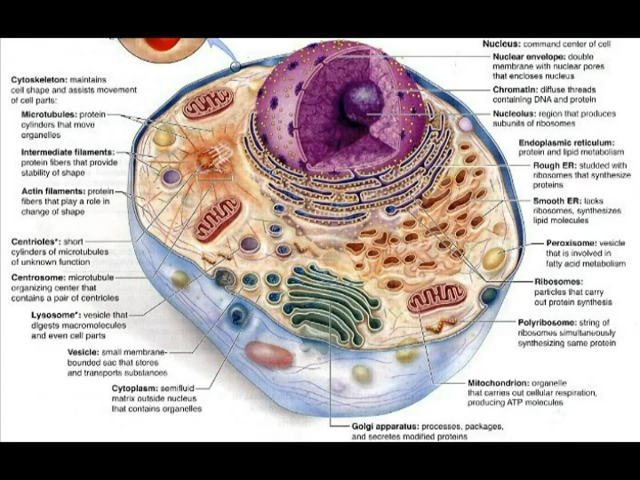 Cytoskeleton: maintains
cell shape and assists movement
of cell parts:
Microtubules: protein
cylinders that move
organelles
Intermediate filaments:
protein fibers that provide
stability of shape
Actin filaments: protein
fibers that play a role in
change of shape
Centrioles*: short
cylinders of microtubules
of unknown function
Centrosome: microtubule
organizing center that
contains a pair of centrioles
Lysosome*: vesicle that
digests macromolecules
and even cell parts
Vesicle: small membrane-
bounded sac that stores
and transports substances
Cytoplasm: semifluid
matrix outside nucleus
that contains organelles
Nucleus: command center of cell
Nuclear envelope: double
membrane with nuclear pores
that encloses nucleus
Chromatin: diffuse threads
containing DNA and protein
Nucleolus: region that produces
subunits of ribosomes
Endoplasmic reticulum:
protein and lipid metabolism
Rough ER: studded with
ribosomes that synthesize
proteins
Smooth ER: lacks
ribosomes, synthesizes
lipid molecules
Peroxisome: vesicle
that is involved in
fatty acid metabolism
Ribosomes:
particles that carry
out protein synthesis
Polyribosome: string of
ribosomes simultaneously
synthesizing same protein
Mitochondrion: organelle
that carries out cellular respiration,
producing ATP molecules
Golgi apparatus: processes, packages,
and secretes modified proteins